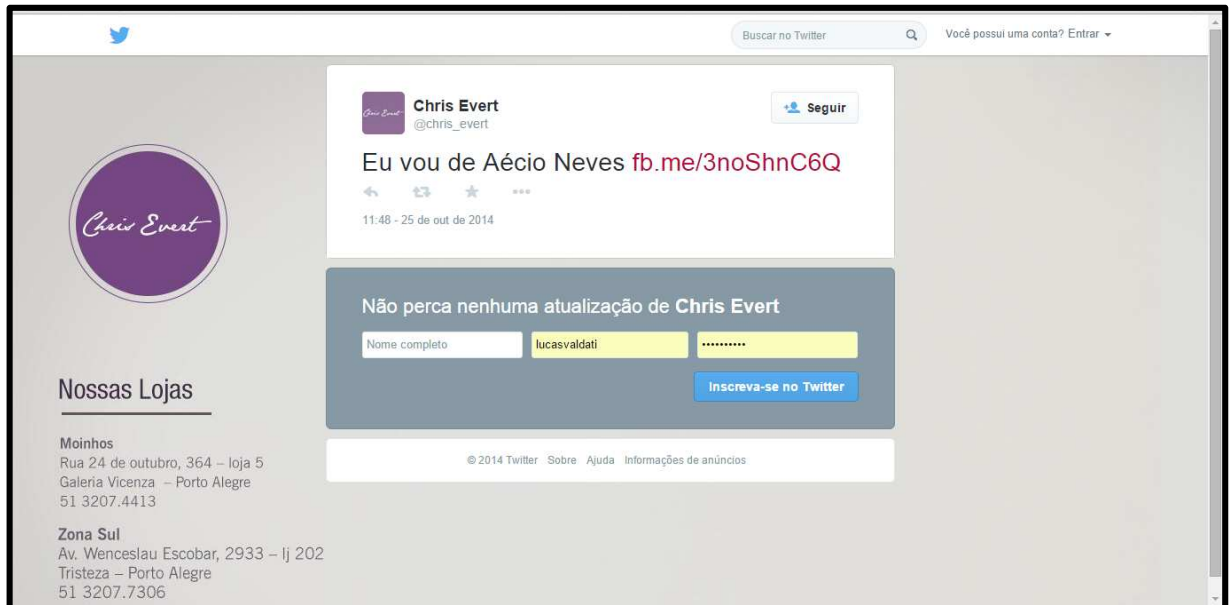 Buscar no Twitter
Você possui uma conta? Entrar
Chris Evert
Chris Evert
@chris_evert
Seguir
Eu vou de Aécio Neves fb.me/3noShnC6Q
11:48 - 25 de out de 2014
Chris Evert
Não perca nenhuma atualização de Chris Evert
Nome completo
lucasvaldati
••••••••••
Inscreva-se no Twitter
© 2014 Twitter Sobre Ajuda Informações de anúncios
Nossas Lojas
Moinhos
Rua 24 de outubro, 364 – loja 5
Galeria Vicenza – Porto Alegre
51 3207.4413
Zona Sul
Av. Wenceslau Escobar, 2933 – lj 202
Tristeza – Porto Alegre
51 3207.7306